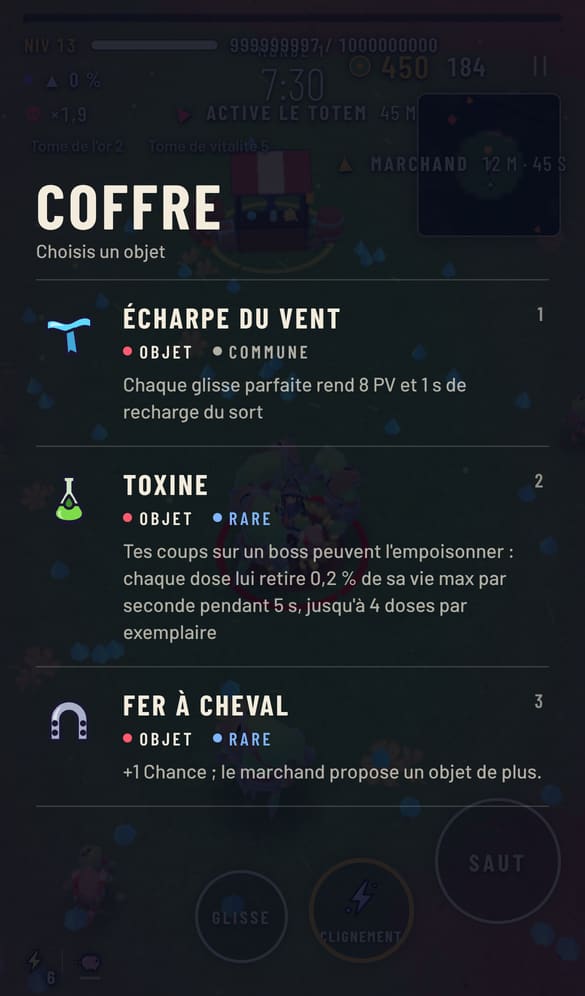 NIV 13
999999997 / 1000000000
7:30
450 184
0 %
×1,9
ACTIVE LE TOTEM 45 M
Tome de l'or 2 Tome de vitalité 5
MARCHAND 12 M · 45 S
COFFRE
Choisis un objet
ÉCHARPE DU VENT 1
OBJET COMMUNE
Chaque glisse parfaite rend 8 PV et 1 s de
recharge du sort
TOXINE 2
OBJET RARE
Tes coups sur un boss peuvent l'empoisonner :
chaque dose lui retire 0,2 % de sa vie max par
seconde pendant 5 s, jusqu'à 4 doses par
exemplaire
FER À CHEVAL 3
OBJET RARE
+1 Chance ; le marchand propose un objet de plus.
SAUT
GLISSE
CLIGNEMENT
6